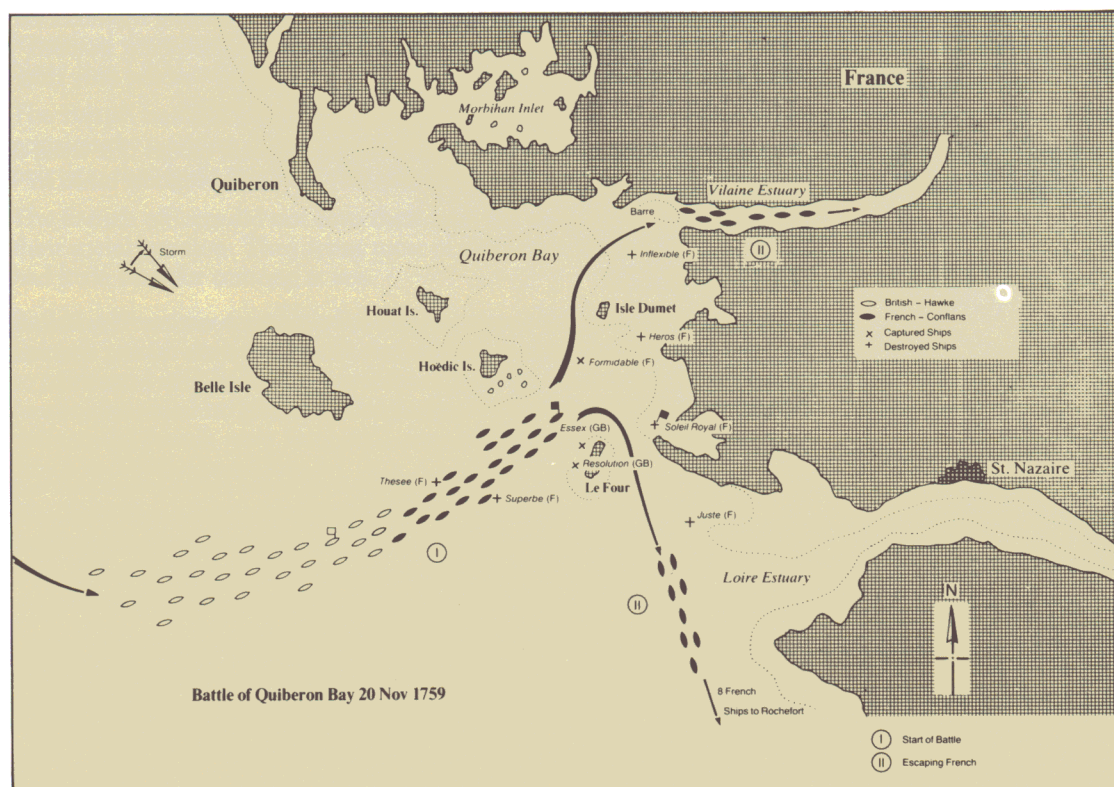 France
Morbihan Inlet
Quiberon
Vilaine Estuary
Barre
Storm
Quiberon Bay
Inflexible (F)
II
British – Hawke
French – Conflans
Captured Ships
Destroyed Ships
Houat Is.
Isle Dumet
Heros (F)
Hoedic Is.
Formidable (F)
Belle Isle
Essex (GB)
Soleil Royal (F)
Resolution (GB)
Le Four
St. Nazaire
Thesee (F)
Superbe (F)
Juste (F)
I
Loire Estuary
II
N
Battle of Quiberon Bay 20 Nov 1759
8 French
Ships to Rochefort
I Start of Battle
II Escaping French